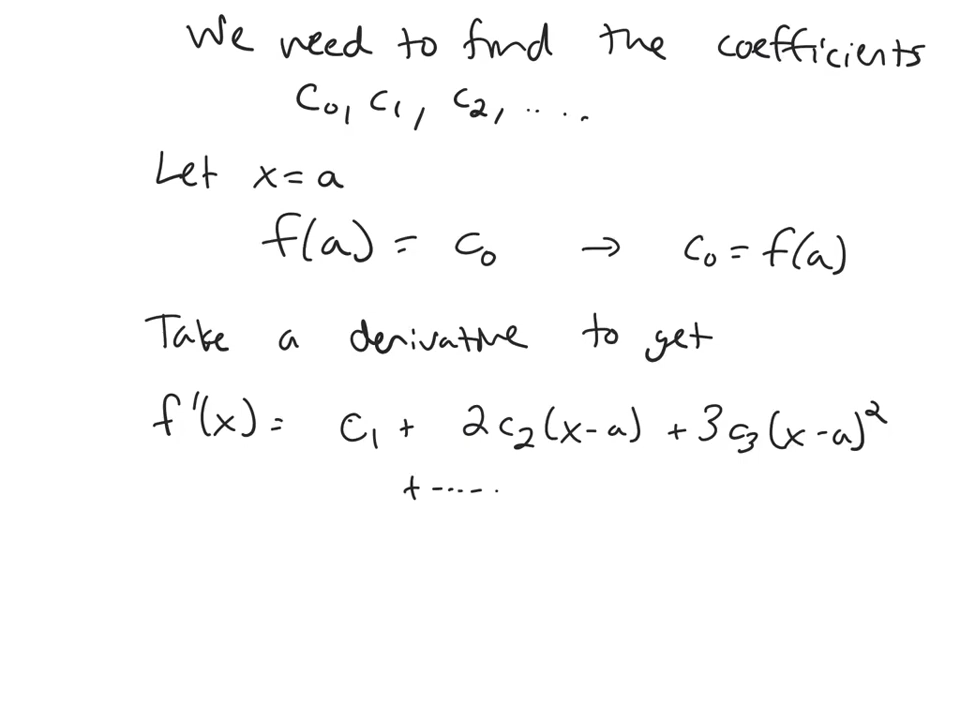 We need to find the coefficients
c₀, c₁, c₂, .....
Let x = a
f(a) = c₀ → c₀ = f(a)
Take a derivative to get
f'(x) = c₁ + 2c₂(x-a) + 3c₃(x-a)²
+ -----.